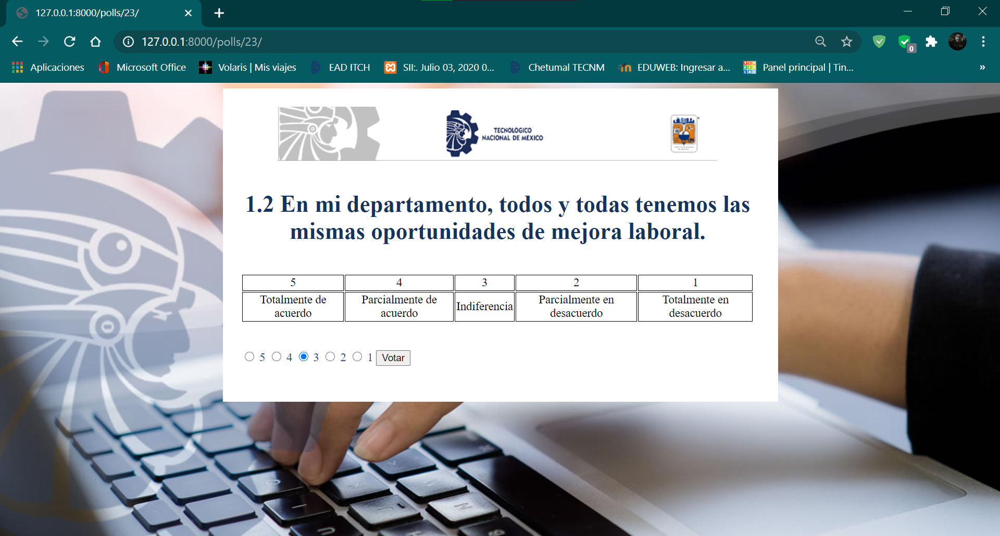 127.0.0.1:8000/polls/23/
127.0.0.1:8000/polls/23/
0
Aplicaciones Microsoft Office Volaris | Mis viajes EAD ITCH SII:. Julio 03, 2020 0... Chetumal TECNM EDUWEB: Ingresar a... TIN KER CAD Panel principal | Tin... »
TECNOLÓGICO
NACIONAL DE MÉXICO
1.2 En mi departamento, todos y todas tenemos las
mismas oportunidades de mejora laboral.
5 4 3 2 1
Totalmente de acuerdo Parcialmente de acuerdo Indiferencia Parcialmente en desacuerdo Totalmente en desacuerdo
5 4 3 2 1 Votar